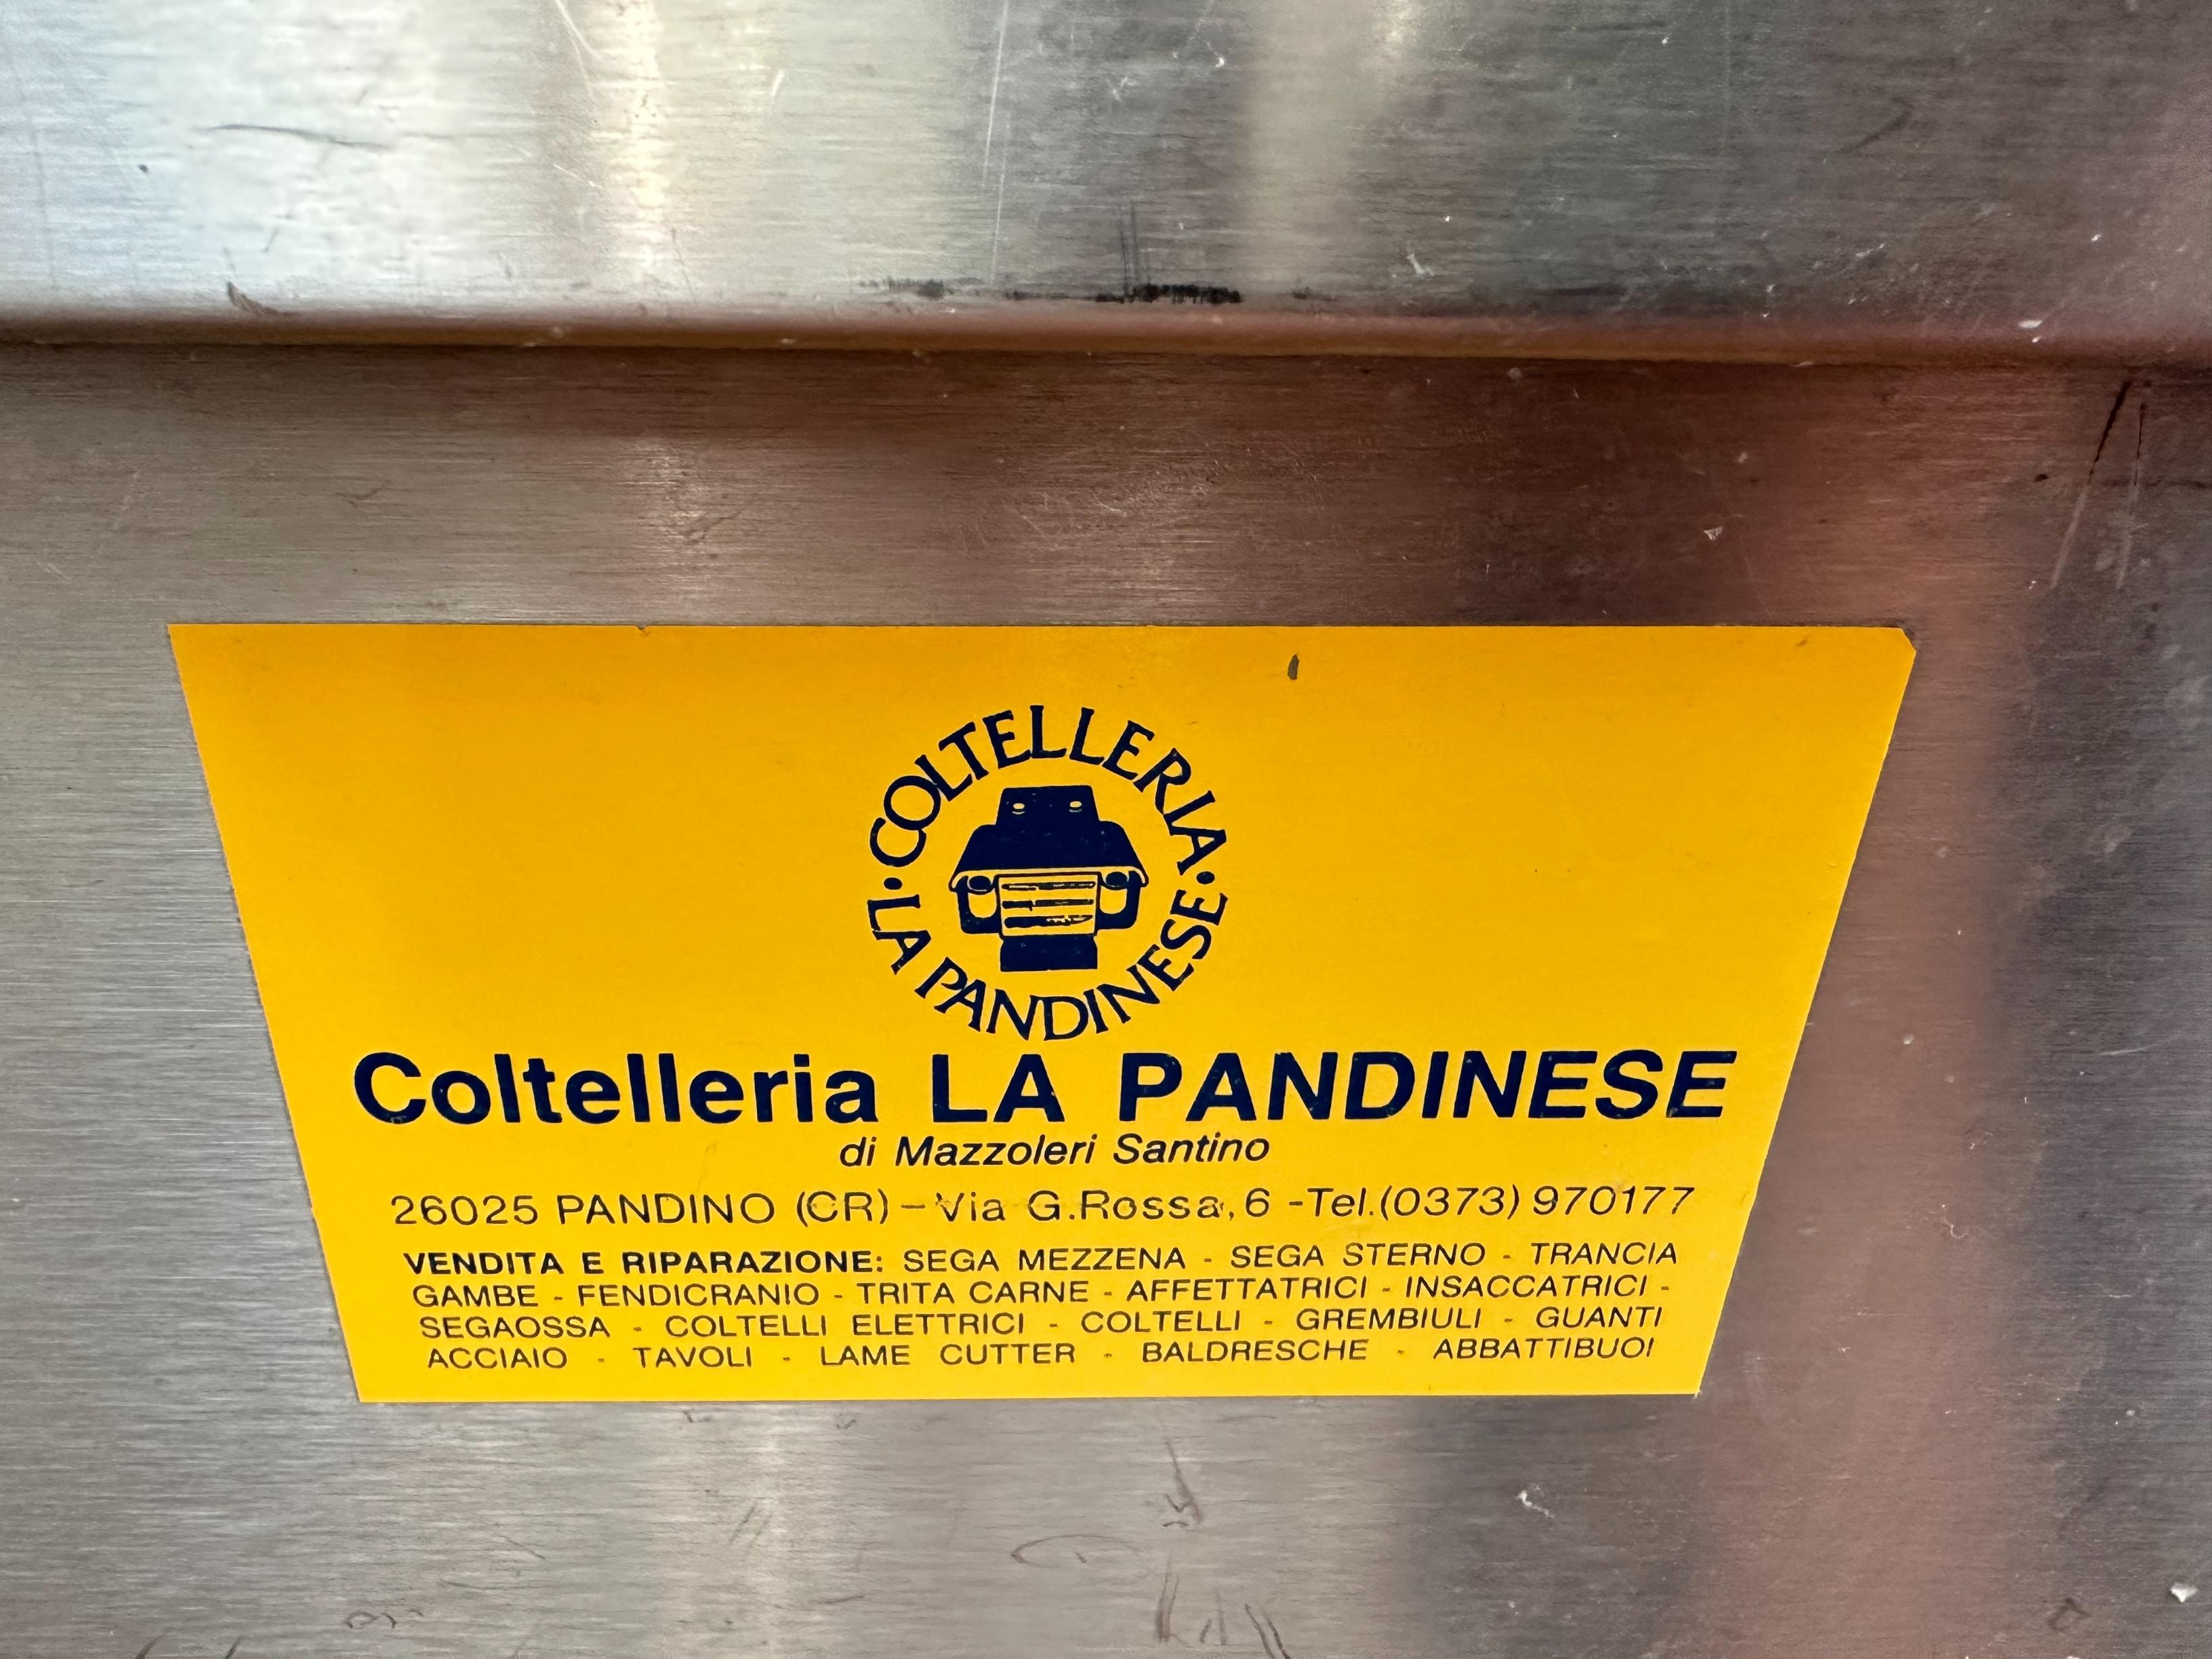 COLTELLERIA
· LA PANDINESE ·
Coltelleria LA PANDINESE
di Mazzoleri Santino
26025 PANDINO (CR) - Via G.Rossa, 6 - Tel.(0373) 970177
VENDITA E RIPARAZIONE: SEGA MEZZENA - SEGA STERNO - TRANCIA
GAMBE - FENDICRANIO - TRITA CARNE - AFFETTATRICI - INSACCATRICI -
SEGAOSSA - COLTELLI ELETTRICI - COLTELLI - GREMBIULI - GUANTI
ACCIAIO - TAVOLI - LAME CUTTER - BALDRESCHE - ABBATTIBUOI